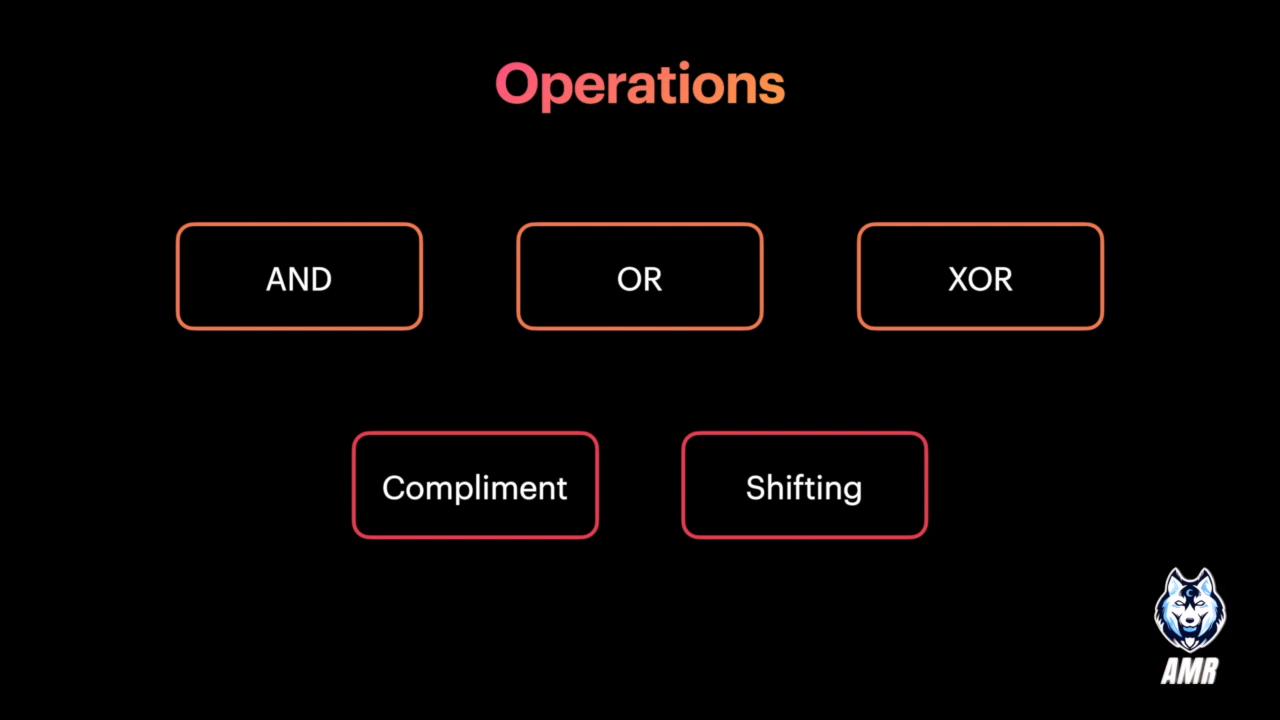 Operations
AND
OR
XOR
Compliment
Shifting
AMR